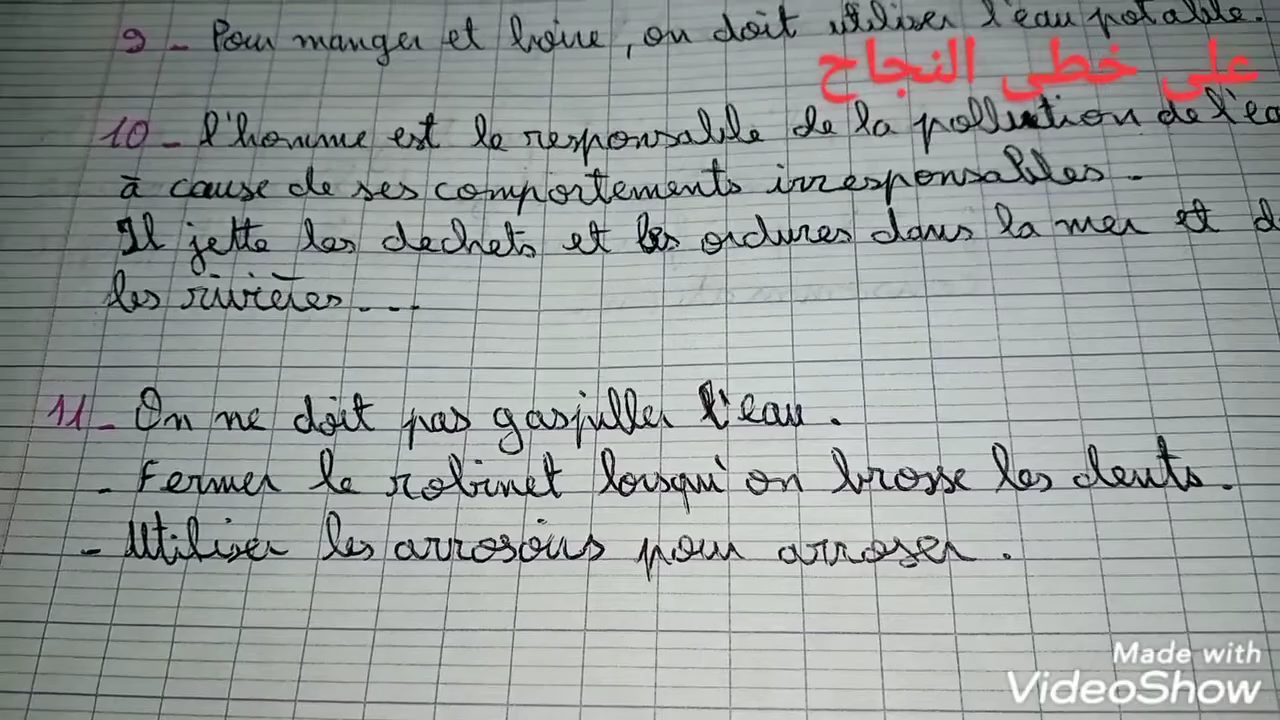 9 - Pour manger et boire, on doit utiliser l'eau potable.
على خطى النجاح
10 - l'homme est le responsable de la pollution de l'ea
à cause de ses comportements irresponsables.
Il jette les dechets et les ordures dans la mer et d
les rivières ...
11 - On ne doit pas gaspiller l'eau.
- Fermer le robinet lorsqu'on brosse les dents.
- Utiliser les arrosoirs pour arroser.
Made with
VideoShow